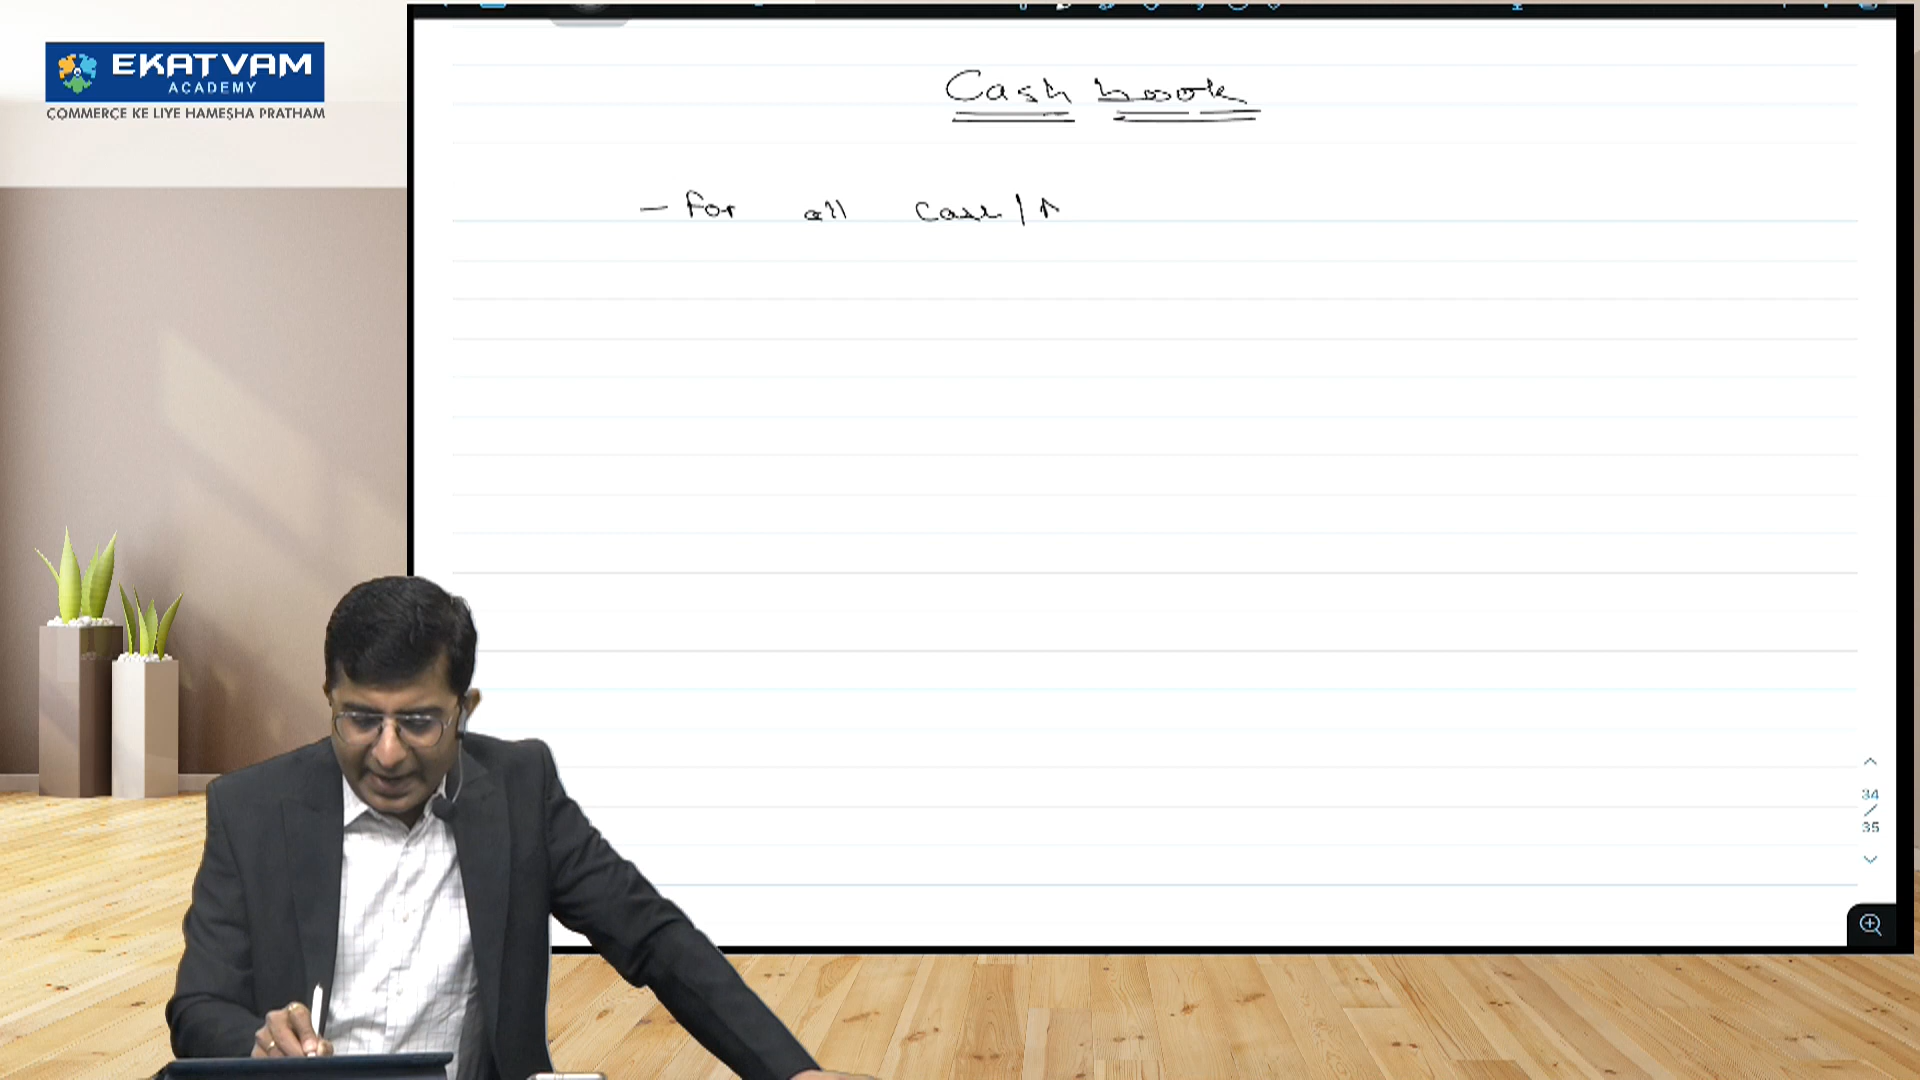 EKATVAM
ACADEMY
COMMERCE KE LIYE HAMESHA PRATHAM
Cash book
- For all Cash /
34
/
35